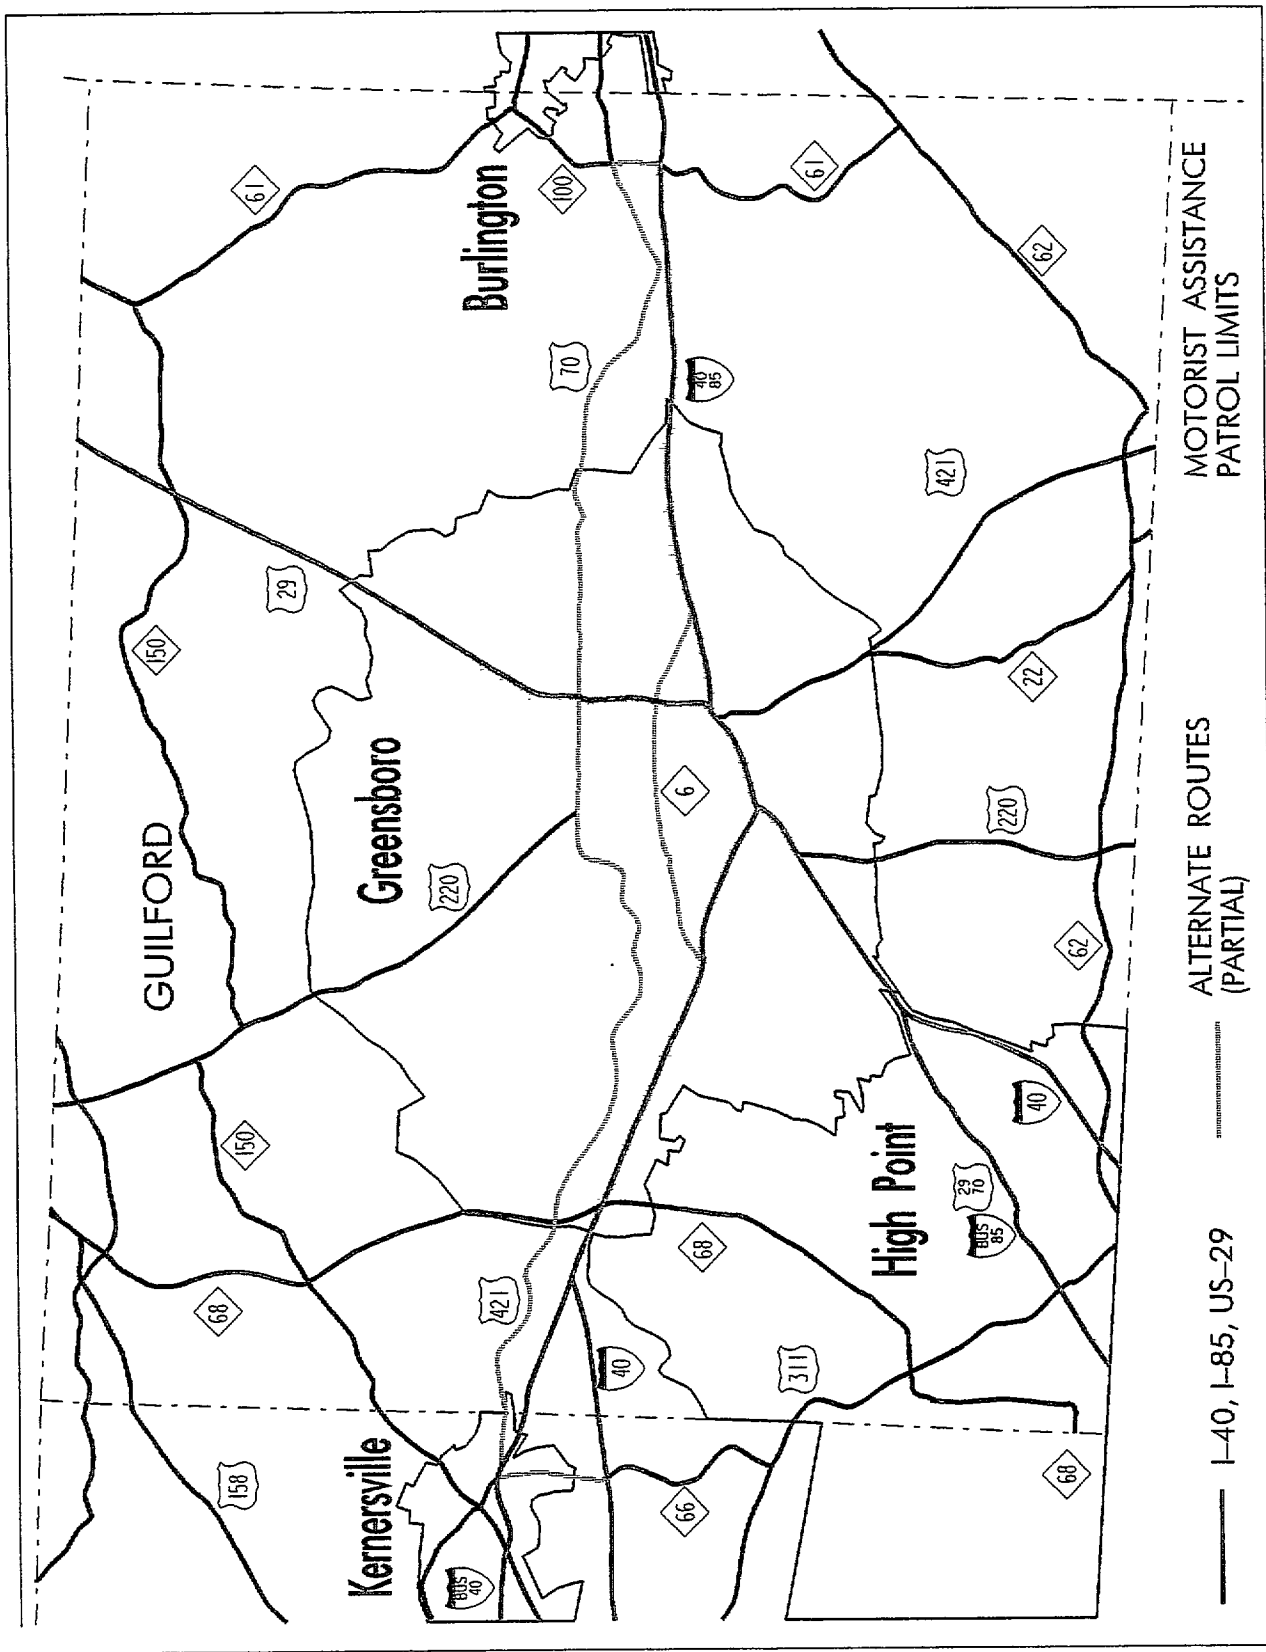 GUILFORD
150
68
158
150
61
29
Kernersville
Greensboro
220
BUS
40
Burlington
421
100
70
40
66
6
68
40
85
311
61
High Point
421
29
70
BUS
85
220
40
22
62
68
62
I-40, I-85, US-29
ALTERNATE ROUTES
(PARTIAL)
MOTORIST ASSISTANCE
PATROL LIMITS